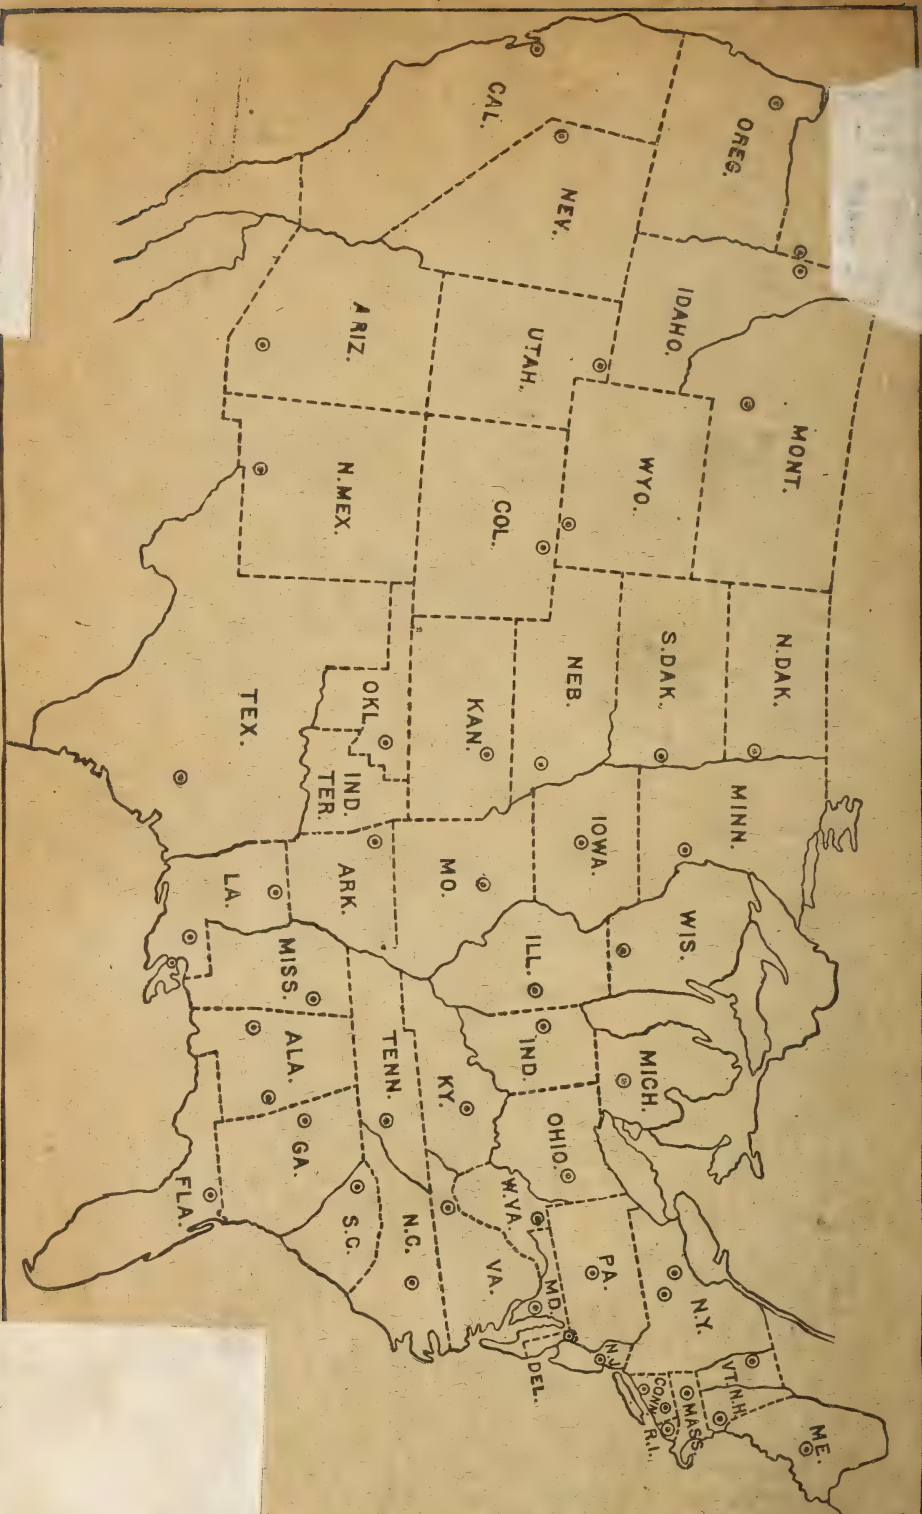 OREG.
CAL.
NEV.
IDAHO.
MONT.
WYO.
UTAH.
ARIZ.
COL.
N.MEX.
N.DAK.
S.DAK.
NEB.
KAN.
OKL.
IND.
TER.
TEX.
MINN.
IOWA.
MO.
ARK.
LA.
WIS.
ILL.
MISS.
MICH.
IND.
OHIO.
KY.
TENN.
ALA.
GA.
FLA.
S.C.
N.C.
VA.
W.VA.
PA.
MD.
DEL.
N.J.
N.Y.
VT.
N.H.
MASS.
CONN.
R.I.
ME.